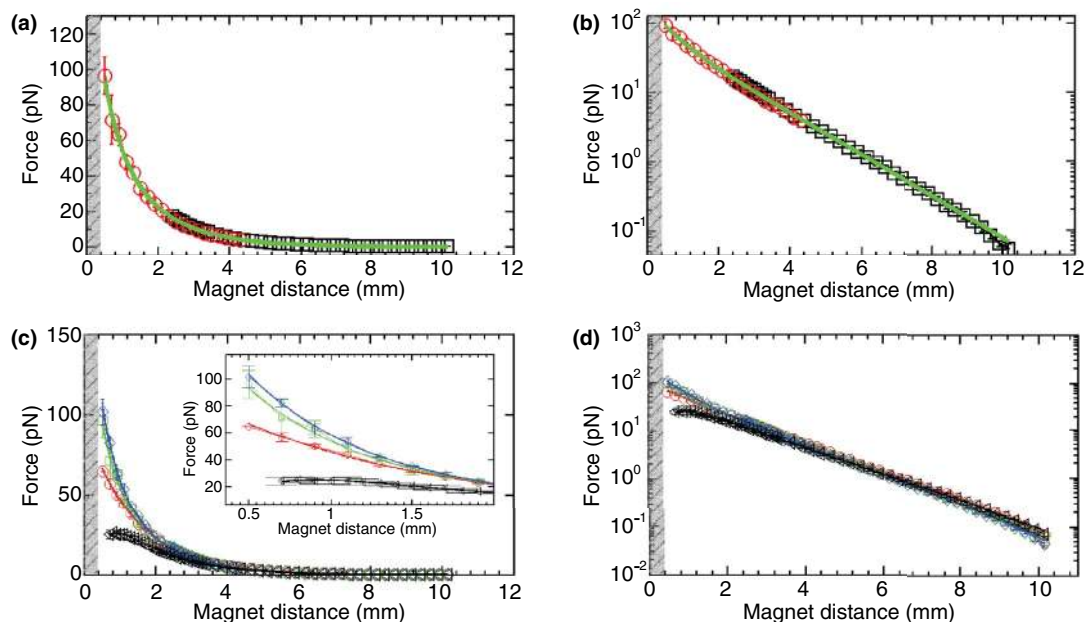 (a)
120
100
80
60
40
20
0
Force (pN)
0 2 4 6 8 10 12
Magnet distance (mm)
(b)
10²
10¹
10⁰
10⁻¹
Force (pN)
0 2 4 6 8 10 12
Magnet distance (mm)
(c)
150
100
50
0
Force (pN)
0 2 4 6 8 10 12
Magnet distance (mm)
100
80
60
40
20
Force (pN)
0.5 1.0 1.5
Magnet distance (mm)
(d)
10³
10²
10¹
10⁰
10⁻¹
10⁻²
Force (pN)
0 2 4 6 8 10 12
Magnet distance (mm)